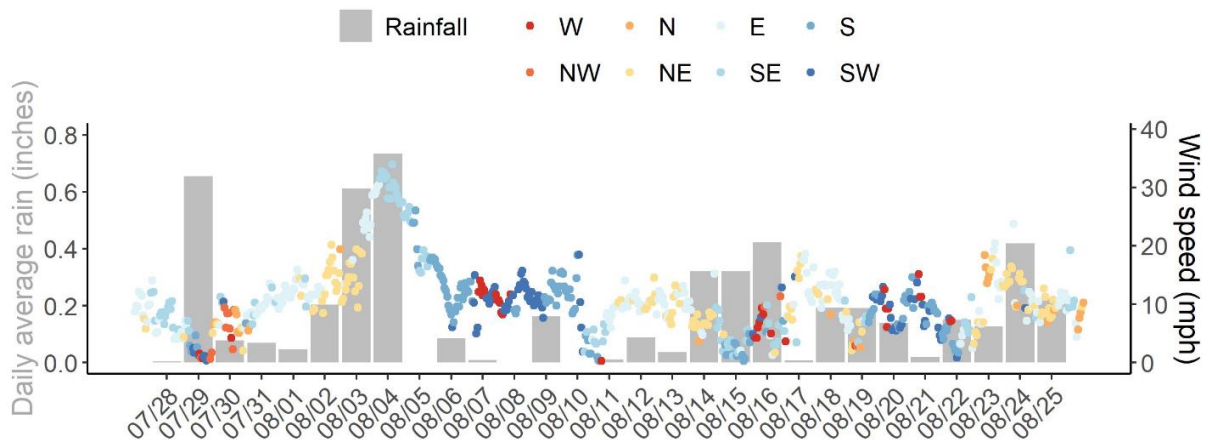 Rainfall W N E S
NW NE SE SW
Daily average rain (inches)
0.8
0.6
0.4
0.2
0.0
40
30
20
10
0
Wind speed (mph)
07/28 07/29 07/30 07/31 08/01 08/02 08/03 08/04 08/05 08/06 08/07 08/08 08/09 08/10 08/11 08/12 08/13 08/14 08/15 08/16 08/17 08/18 08/19 08/20 08/21 08/22 08/23 08/24 08/25